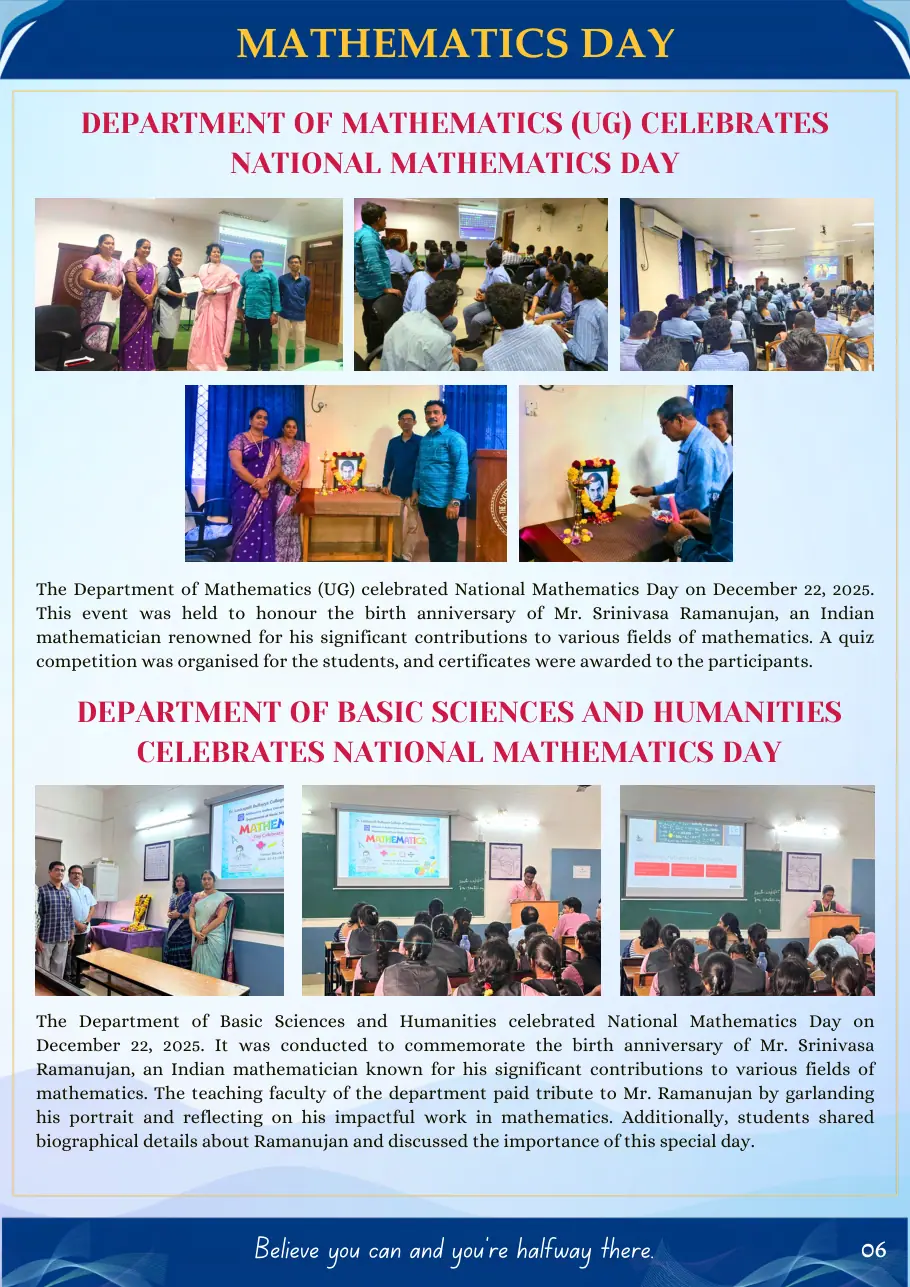 MATHEMATICS DAY
DEPARTMENT OF MATHEMATICS (UG) CELEBRATES
NATIONAL MATHEMATICS DAY
The Department of Mathematics (UG) celebrated National Mathematics Day on December 22, 2025.
This event was held to honour the birth anniversary of Mr. Srinivasa Ramanujan, an Indian
mathematician renowned for his significant contributions to various fields of mathematics. A quiz
competition was organised for the students, and certificates were awarded to the participants.
DEPARTMENT OF BASIC SCIENCES AND HUMANITIES
CELEBRATES NATIONAL MATHEMATICS DAY
MATHEM
MATHEMATICS
The Department of Basic Sciences and Humanities celebrated National Mathematics Day on
December 22, 2025. It was conducted to commemorate the birth anniversary of Mr. Srinivasa
Ramanujan, an Indian mathematician known for his significant contributions to various fields of
mathematics. The teaching faculty of the department paid tribute to Mr. Ramanujan by garlanding
his portrait and reflecting on his impactful work in mathematics. Additionally, students shared
biographical details about Ramanujan and discussed the importance of this special day.
Believe you can and you're halfway there.
06